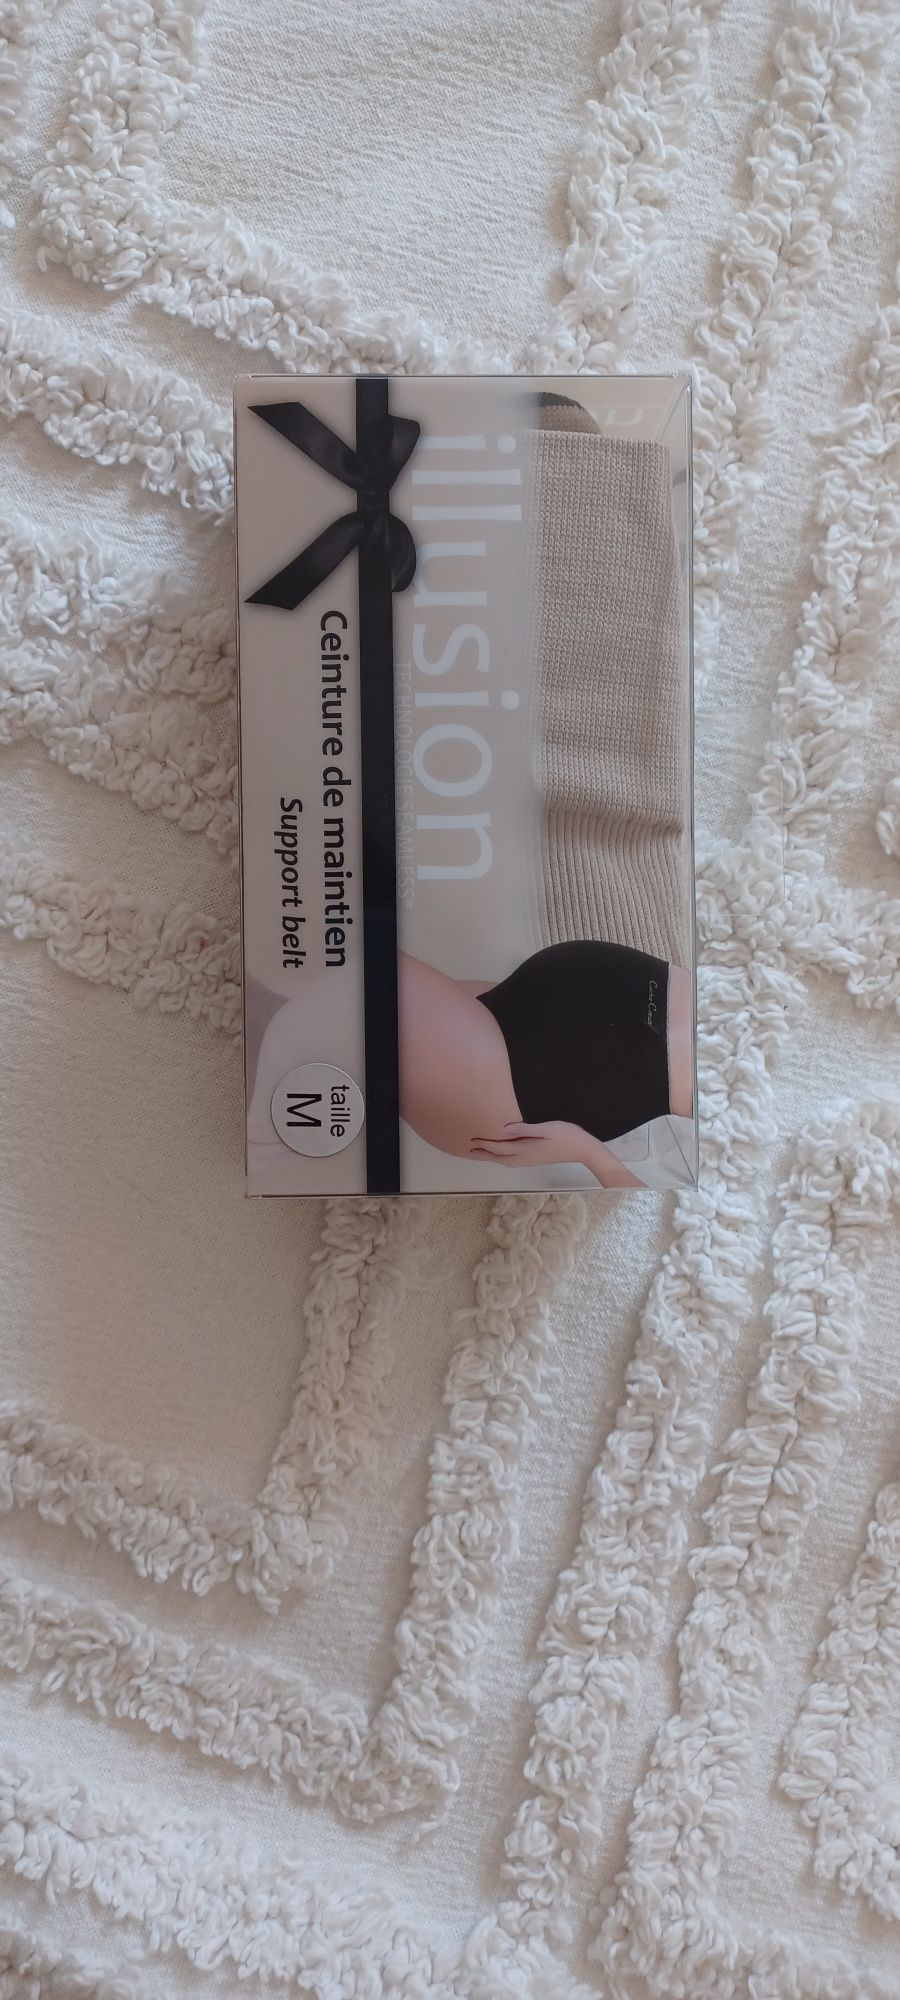 illusion
TECHNOLOGIE SEAMLESS*
Ceinture de maintien
Support belt
taille
M